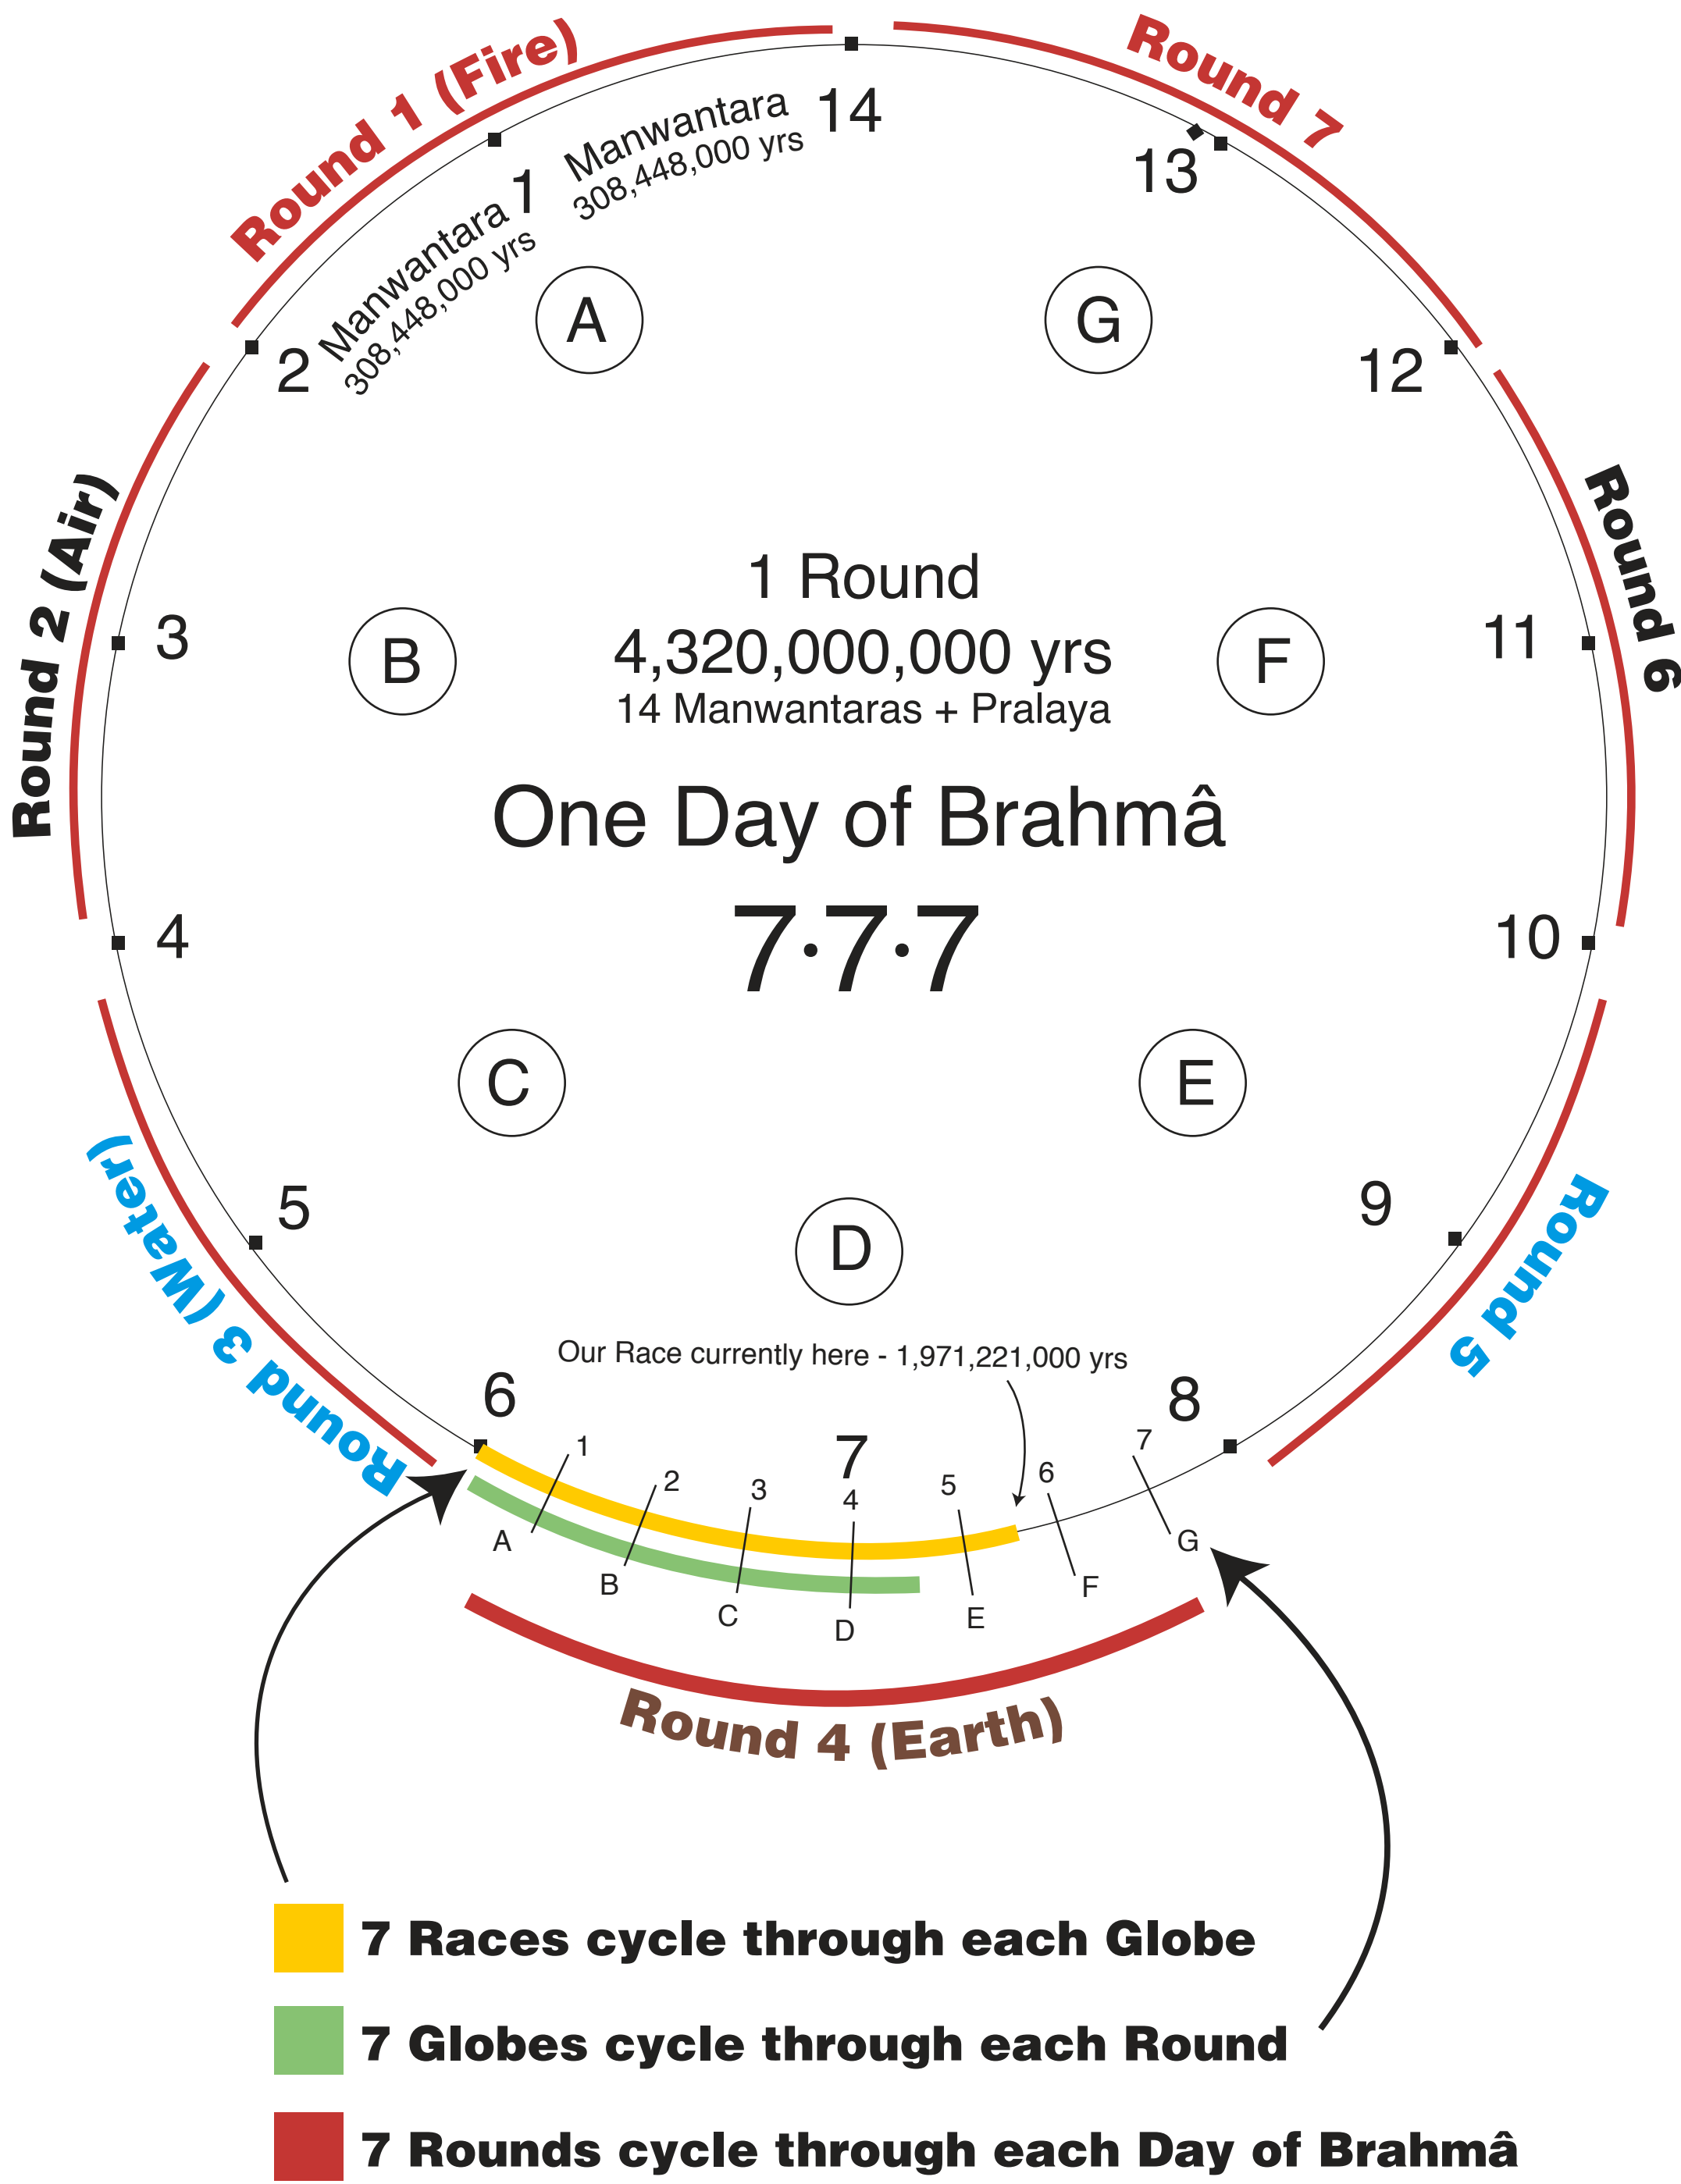 Round 1 (Fire)
Round 7
14
Manwantara
308,448,000 yrs
1
13
Manwantara
308,448,000 yrs
2
12
A
G
Round 2 (Air)
Round 6
3
11
B
F
1 Round
4,320,000,000 yrs
14 Manwantaras + Pralaya
One Day of Brahmâ
7·7·7
4
10
C
E
Round 3 (Water)
Round 5
5
9
D
Our Race currently here - 1,971,221,000 yrs
6
8
7
1
2
3
4
5
6
7
A
B
C
D
E
F
G
Round 4 (Earth)
7 Races cycle through each Globe
7 Globes cycle through each Round
7 Rounds cycle through each Day of Brahmâ